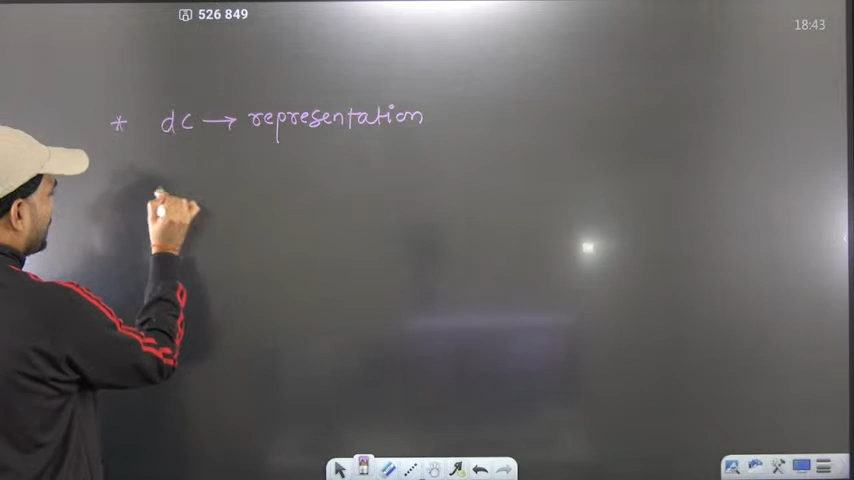 526 849
18:43
* dc → representation